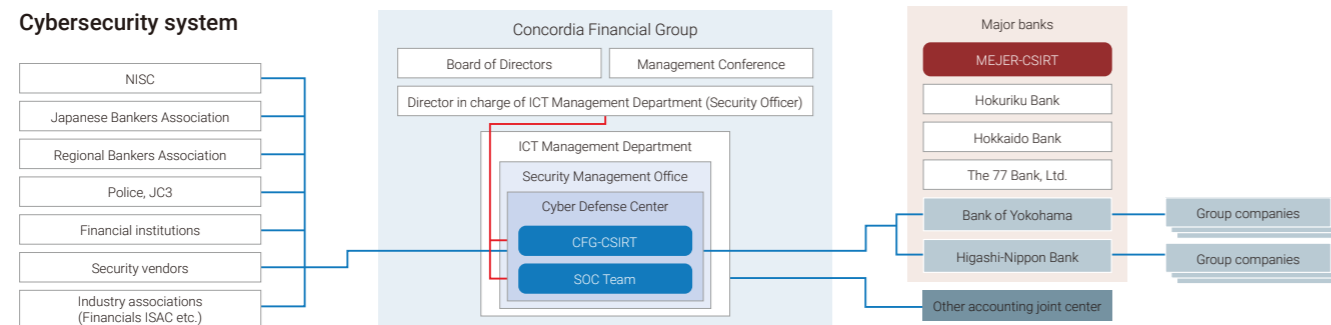 Cybersecurity system
NISC
Japanese Bankers Association
Regional Bankers Association
Police, JC3
Financial institutions
Security vendors
Industry associations
(Financials ISAC etc.)
Concordia Financial Group
Board of Directors
Management Conference
Director in charge of ICT Management Department (Security Officer)
ICT Management Department
Security Management Office
Cyber Defense Center
CFG-CSIRT
SOC Team
Major banks
MEJER-CSIRT
Hokuriku Bank
Hokkaido Bank
The 77 Bank, Ltd.
Bank of Yokohama
Higashi-Nippon Bank
Other accounting joint center
Group companies
Group companies